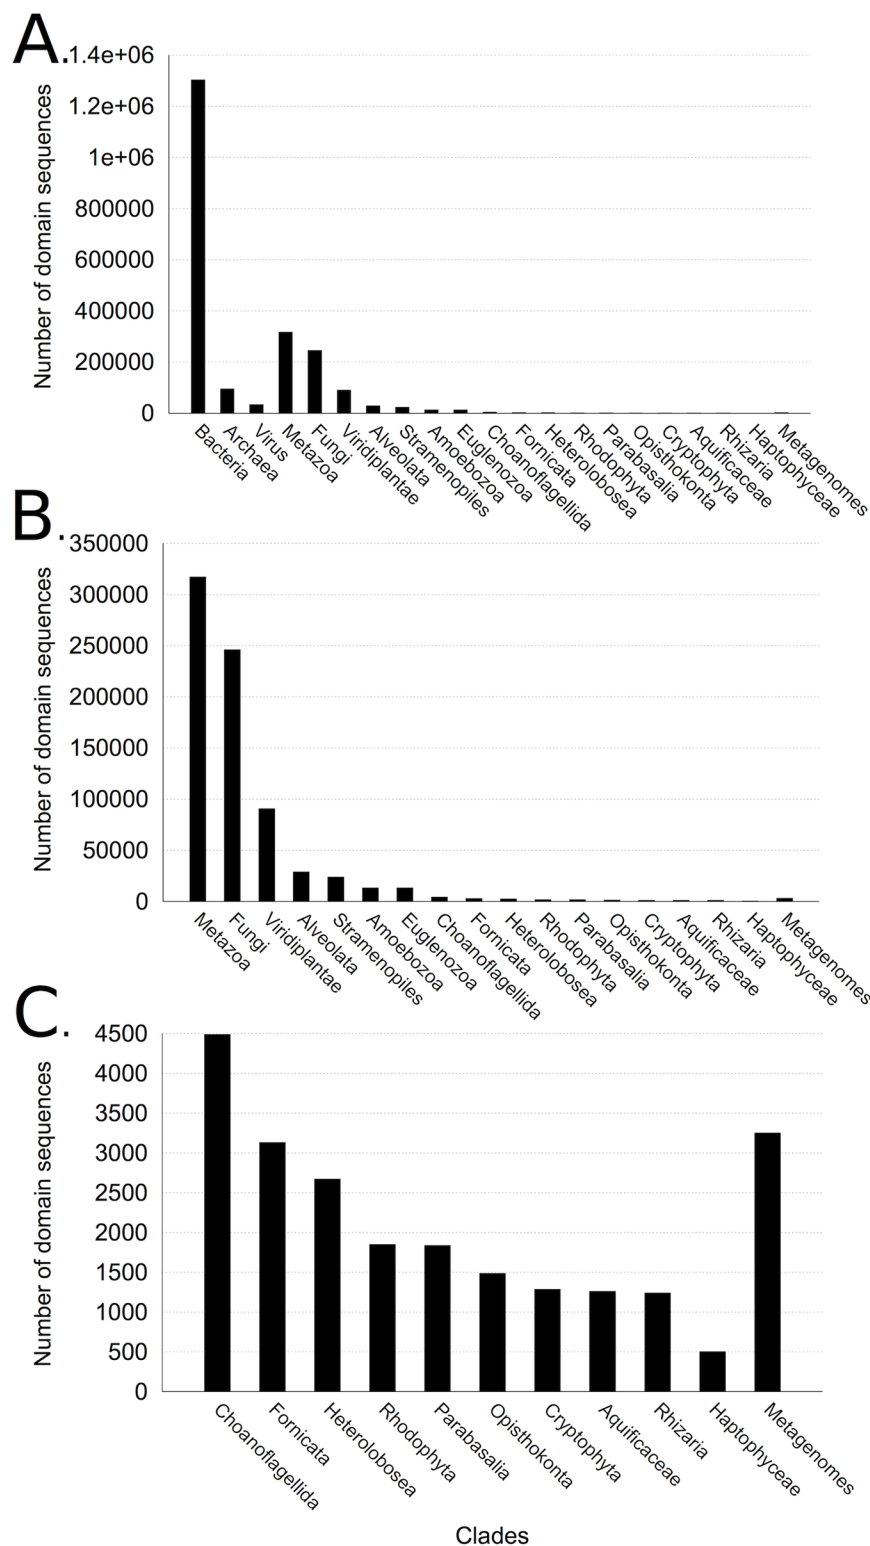 A.
Number of domain sequences
1.4e+06
1.2e+06
1e+06
800000
600000
400000
200000
0
Bacteria
Archaea
Virus
Metazoa
Fungi
Viridiplantae
Alveolata
Stramenopiles
Amoebozoa
Euglenozoa
Choanoflagellida
Fornicata
Heterolobosea
Rhodophyta
Parabasalia
Opisthokonta
Cryptophyta
Aquificaceae
Rhizaria
Haptophyceae
Metagenomes
B.
Number of domain sequences
350000
300000
250000
200000
150000
100000
50000
0
Metazoa
Fungi
Viridiplantae
Alveolata
Stramenopiles
Amoebozoa
Euglenozoa
Choanoflagellida
Fornicata
Heterolobosea
Rhodophyta
Parabasalia
Opisthokonta
Cryptophyta
Aquificaceae
Rhizaria
Haptophyceae
Metagenomes
C.
Number of domain sequences
4500
4000
3500
3000
2500
2000
1500
1000
500
0
Choanoflagellida
Fornicata
Heterolobosea
Rhodophyta
Parabasalia
Opisthokonta
Cryptophyta
Aquificaceae
Rhizaria
Haptophyceae
Metagenomes
Clades